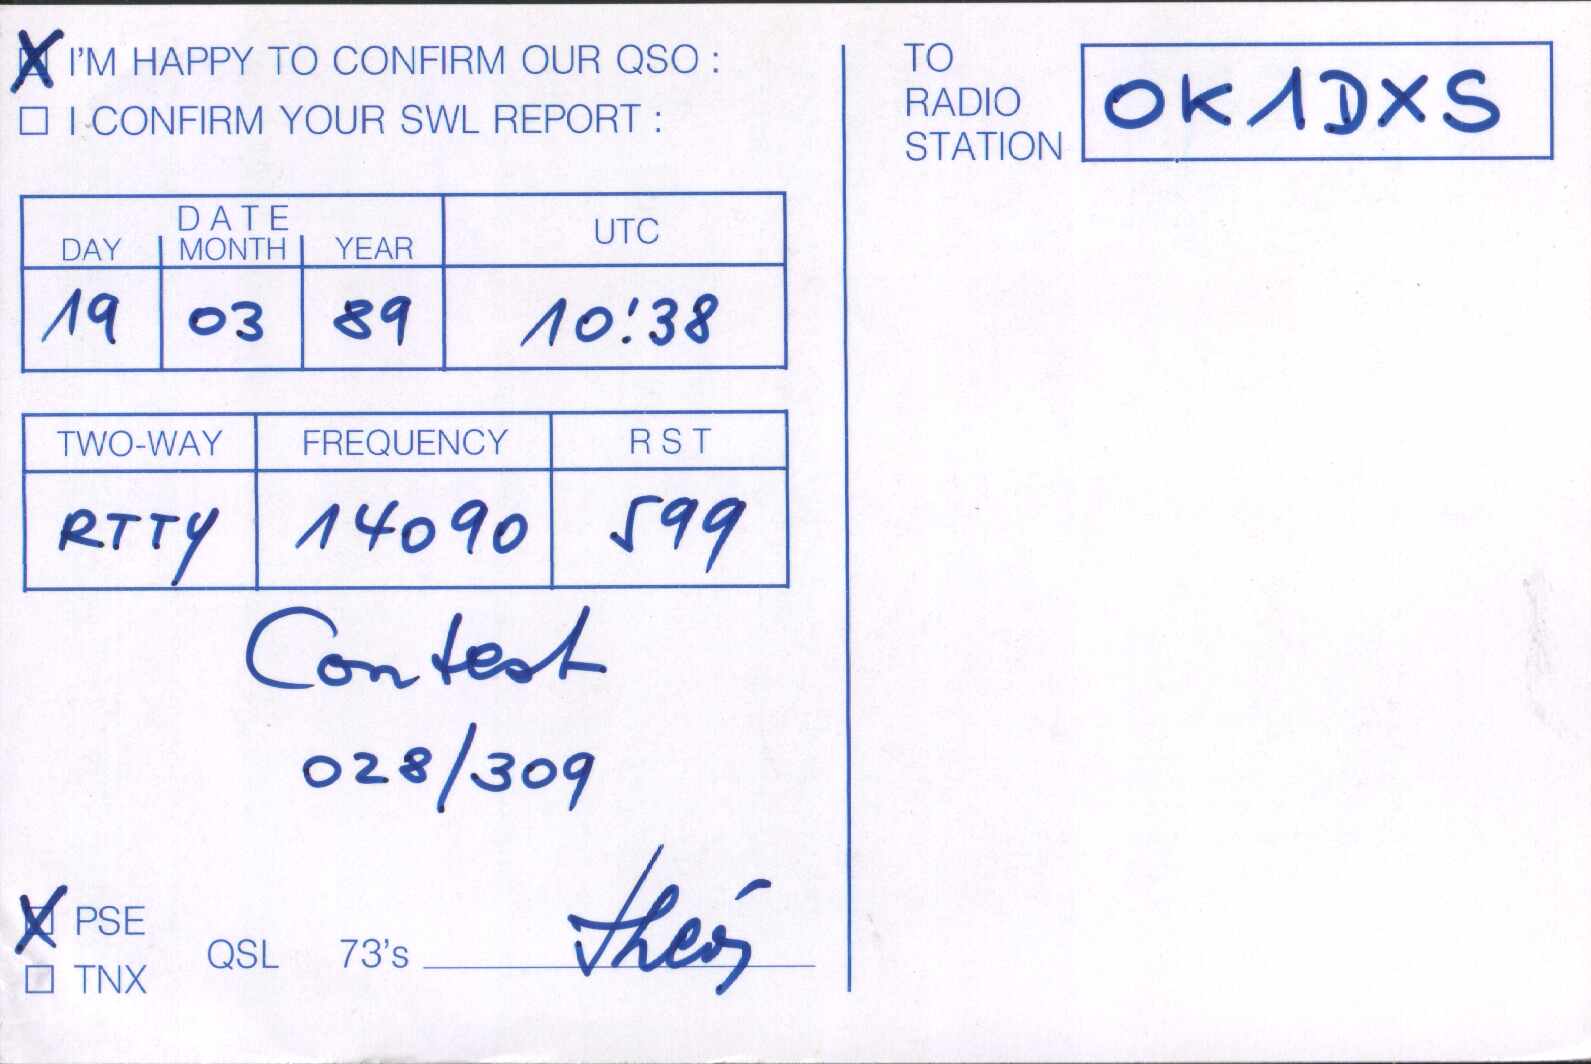 I'M HAPPY TO CONFIRM OUR QSO :
I CONFIRM YOUR SWL REPORT :
DATE
DAY MONTH YEAR UTC
19 03 89 10:38
TWO-WAY FREQUENCY RST
RTTY 14090 599
Contest
028/309
PSE
QSL 73's
TNX
TO
RADIO
STATION
OK1DXS